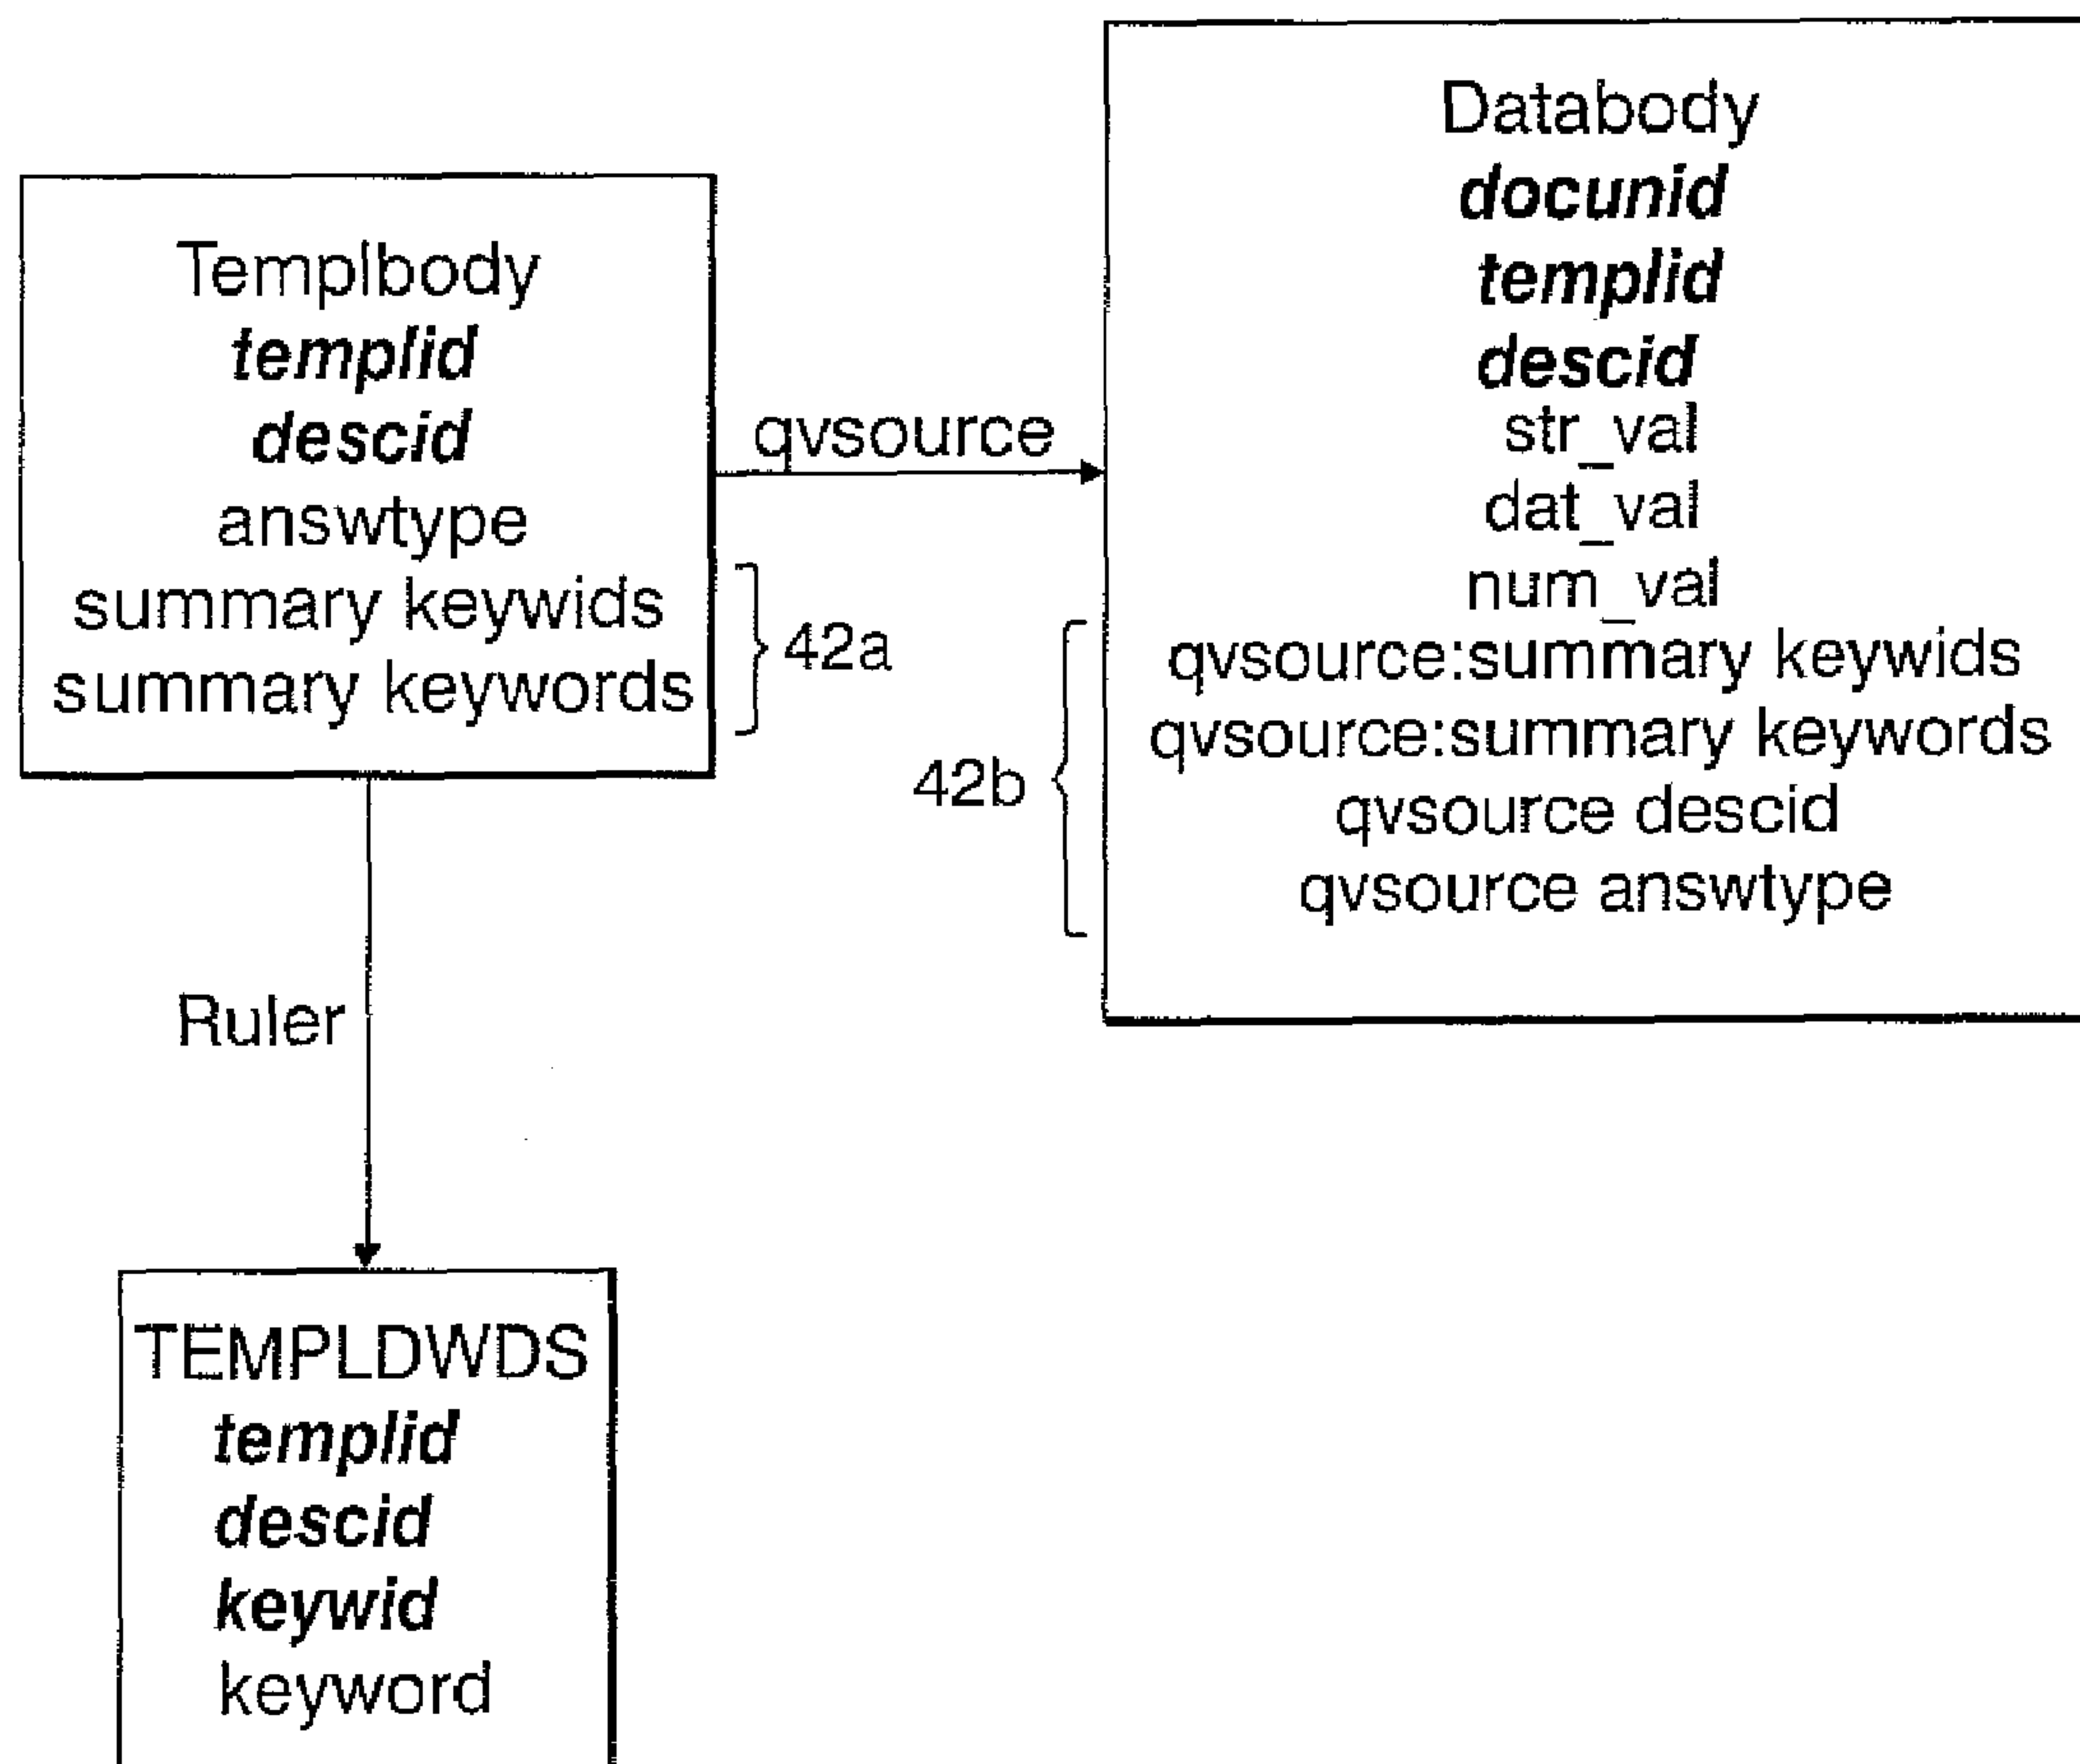 Templbody
templid
descid
answtype
summary keywids
summary keywords
42a
qvsource
Databody
docunid
templid
descid
str_val
dat_val
num_val
qvsource:summary keywids
qvsource:summary keywords
qvsource descid
qvsource answtype
42b
Ruler
TEMPLDWDS
templid
descid
keywid
keyword